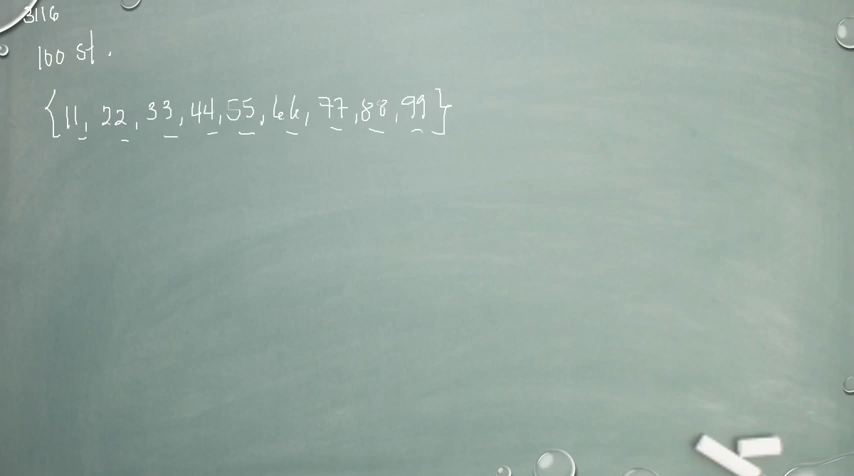 3116
100 st.
{11, 22, 33, 44, 55, 66, 77, 88, 99}